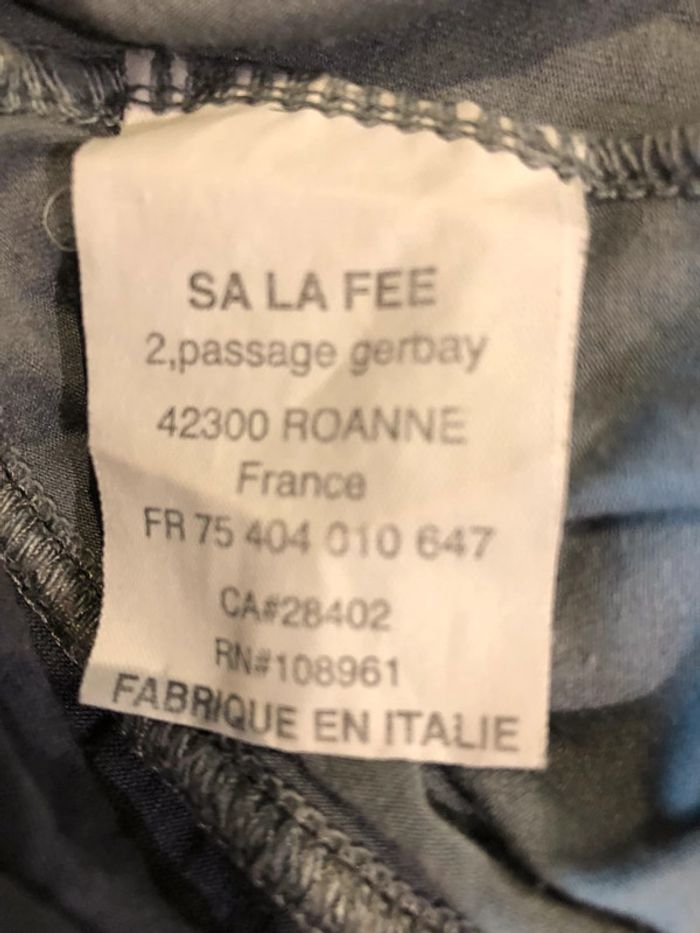 SA LA FEE
2,passage gerbay
42300 ROANNE
France
FR 75 404 010 647
CA#28402
RN#108961
FABRIQUE EN ITALIE